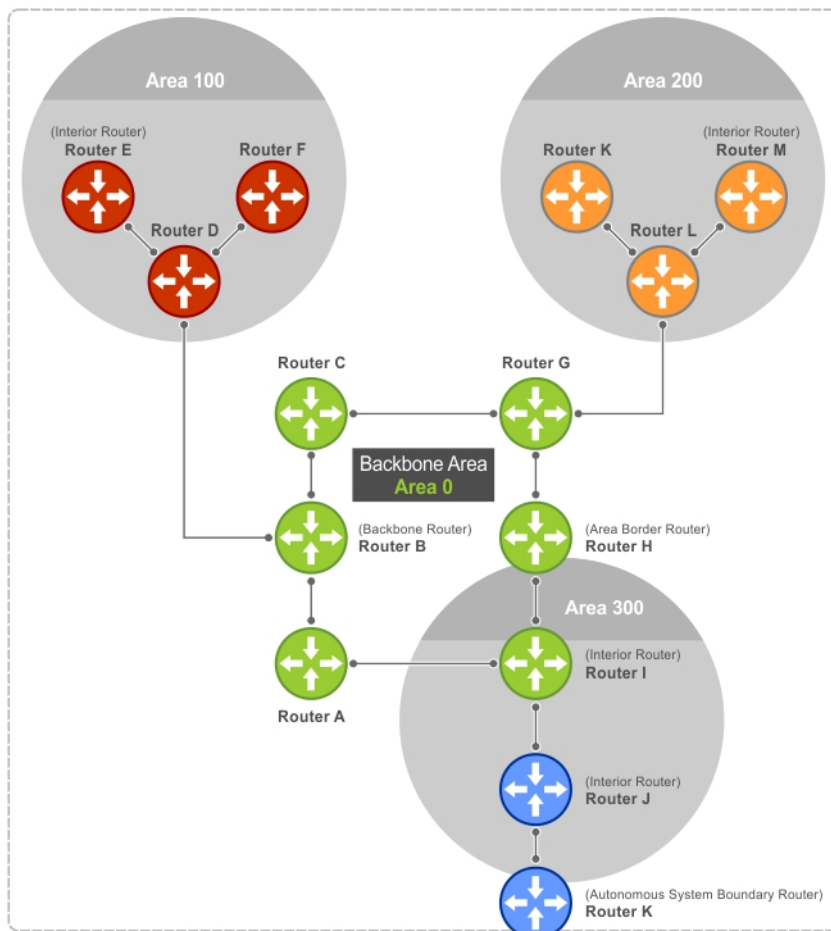 Area 100
Area 200
(Interior Router)
Router E
Router F
Router K
(Interior Router)
Router M
Router D
Router L
Router C
Router G
Backbone Area
Area 0
(Backbone Router)
Router B
(Area Border Router)
Router H
Area 300
(Interior Router)
Router I
Router A
(Interior Router)
Router J
(Autonomous System Boundary Router)
Router K